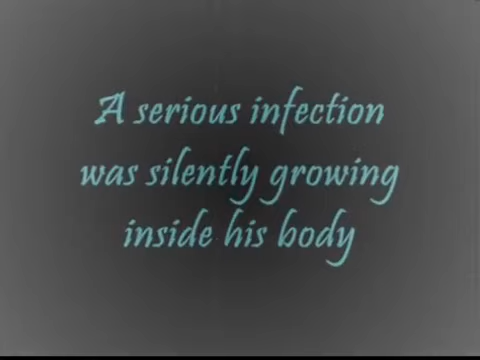 A serious infection
was silently growing
inside his body